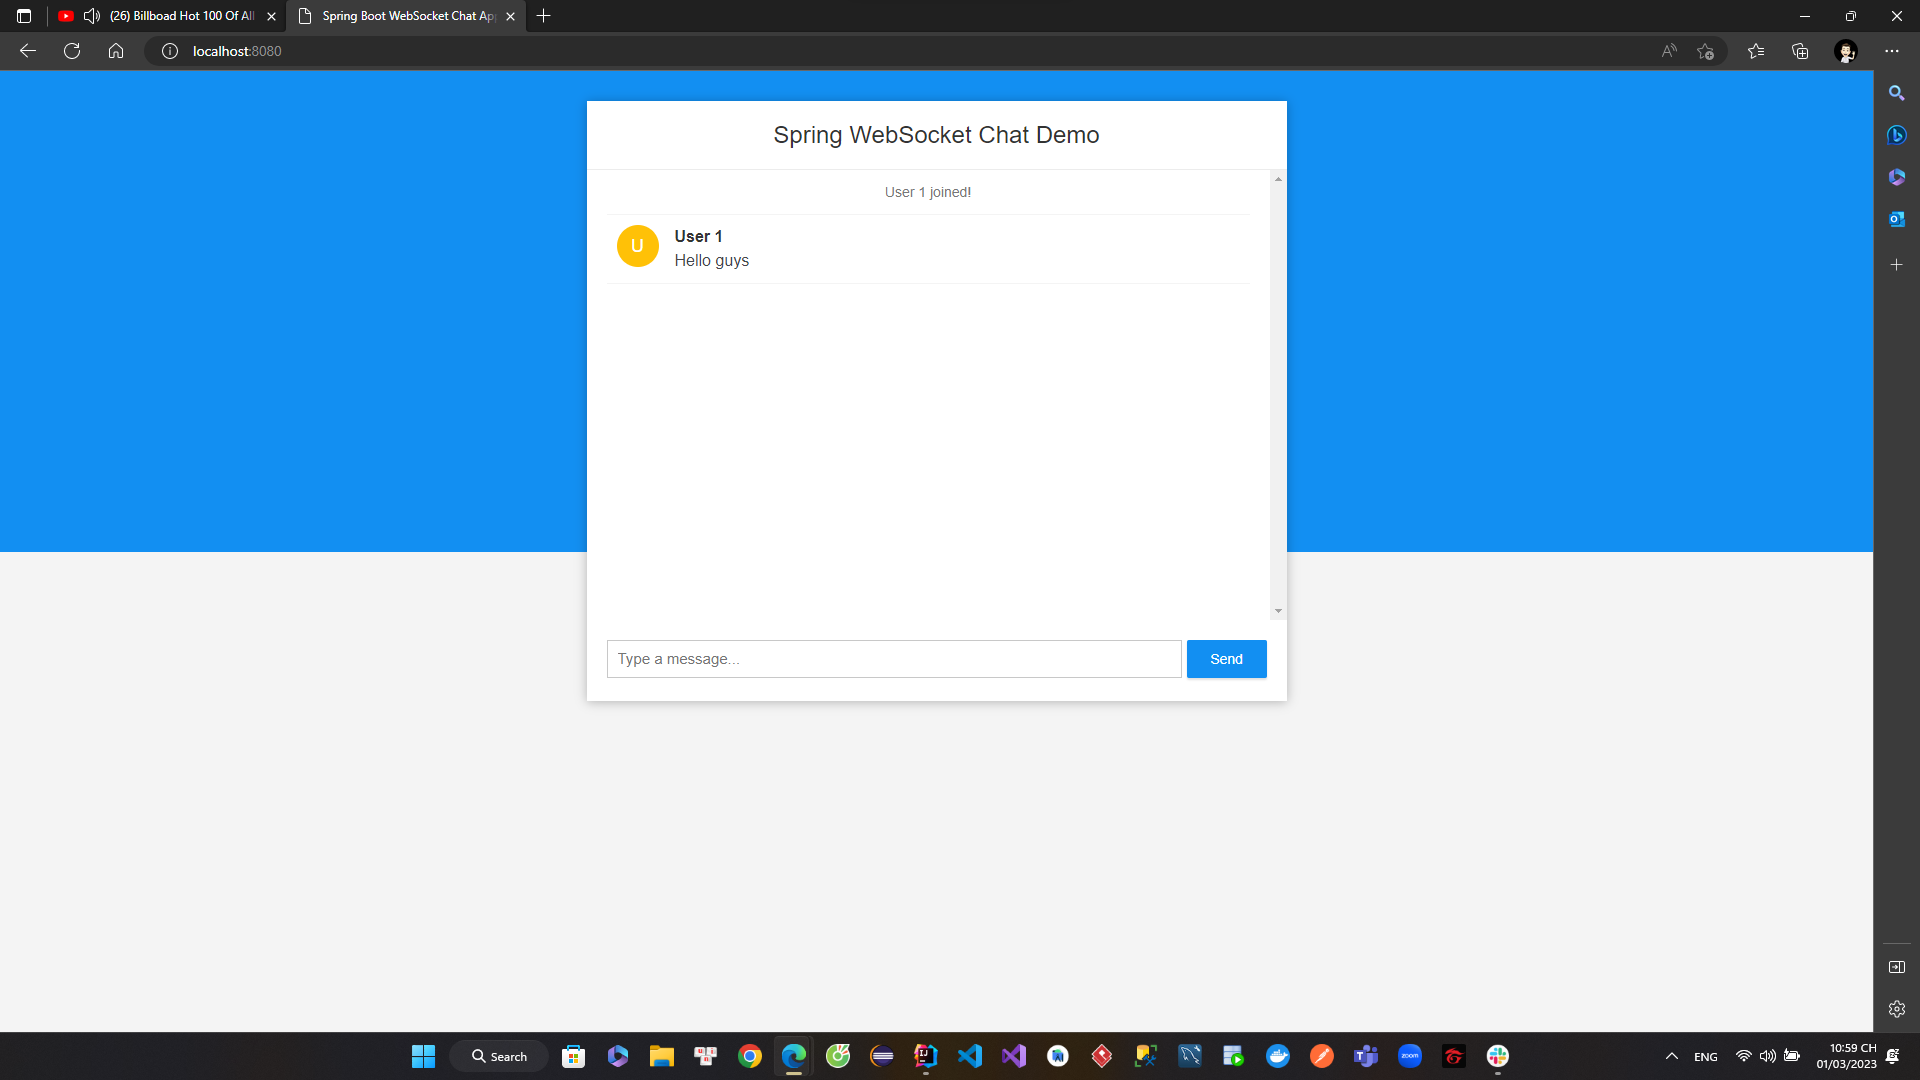 (26) Billboad Hot 100 Of All
Spring Boot WebSocket Chat Ap
localhost:8080
Spring WebSocket Chat Demo
User 1 joined!
U
User 1
Hello guys
Type a message...
Send
Search
ENG
10:59 CH
01/03/2023